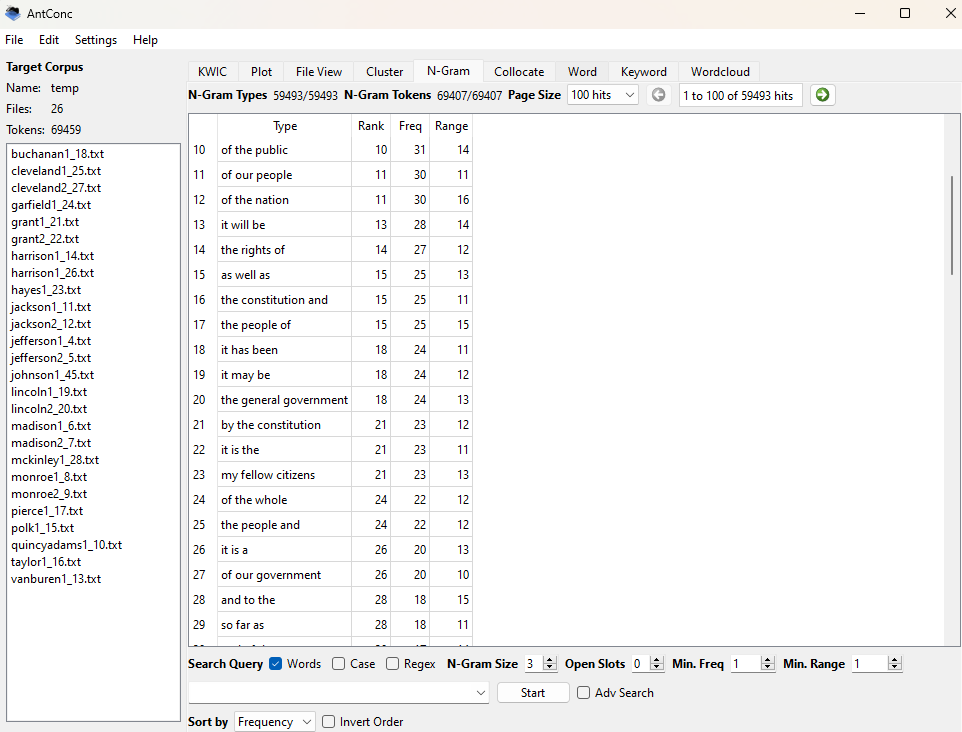 AntConc
File Edit Settings Help
Target Corpus
Name: temp
Files: 26
Tokens: 69459
buchanan1_18.txt
cleveland1_25.txt
cleveland2_27.txt
garfield1_24.txt
grant1_21.txt
grant2_22.txt
harrison1_14.txt
harrison1_26.txt
hayes1_23.txt
jackson1_11.txt
jackson2_12.txt
jefferson1_4.txt
jefferson2_5.txt
johnson1_45.txt
lincoln1_19.txt
lincoln2_20.txt
madison1_6.txt
madison2_7.txt
mckinley1_28.txt
monroe1_8.txt
monroe2_9.txt
pierce1_17.txt
polk1_15.txt
quincyadams1_10.txt
taylor1_16.txt
vanburen1_13.txt
KWIC Plot File View Cluster N-Gram Collocate Word Keyword Wordcloud
N-Gram Types 59493/59493 N-Gram Tokens 69407/69407 Page Size 100 hits 1 to 100 of 59493 hits
Type Rank Freq Range
10 of the public 10 31 14
11 of our people 11 30 11
12 of the nation 11 30 16
13 it will be 13 28 14
14 the rights of 14 27 12
15 as well as 15 25 13
16 the constitution and 15 25 11
17 the people of 15 25 15
18 it has been 18 24 11
19 it may be 18 24 12
20 the general government 18 24 13
21 by the constitution 21 23 12
22 it is the 21 23 11
23 my fellow citizens 21 23 13
24 of the whole 24 22 12
25 the people and 24 22 12
26 it is a 26 20 13
27 of our government 26 20 10
28 and to the 28 18 15
29 so far as 28 18 11
Search Query Words Case Regex N-Gram Size 3 Open Slots 0 Min. Freq 1 Min. Range 1
Start Adv Search
Sort by Frequency Invert Order